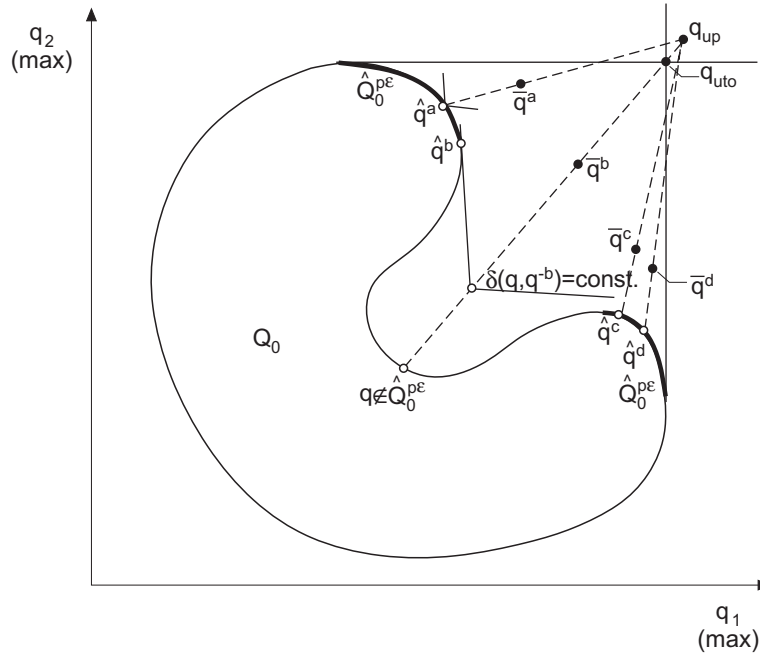 q₂
(max)
q_up
q_uto
Q̂₀^pε
q̂ᵃ
q̄ᵃ
q̂ᵇ
q̄ᵇ
q̄ᶜ
q̄ᵈ
δ(q,q⁻ᵇ)=const.
Q₀
q̂ᶜ
q̂ᵈ
q∉Q̂₀^pε
Q̂₀^pε
q₁
(max)